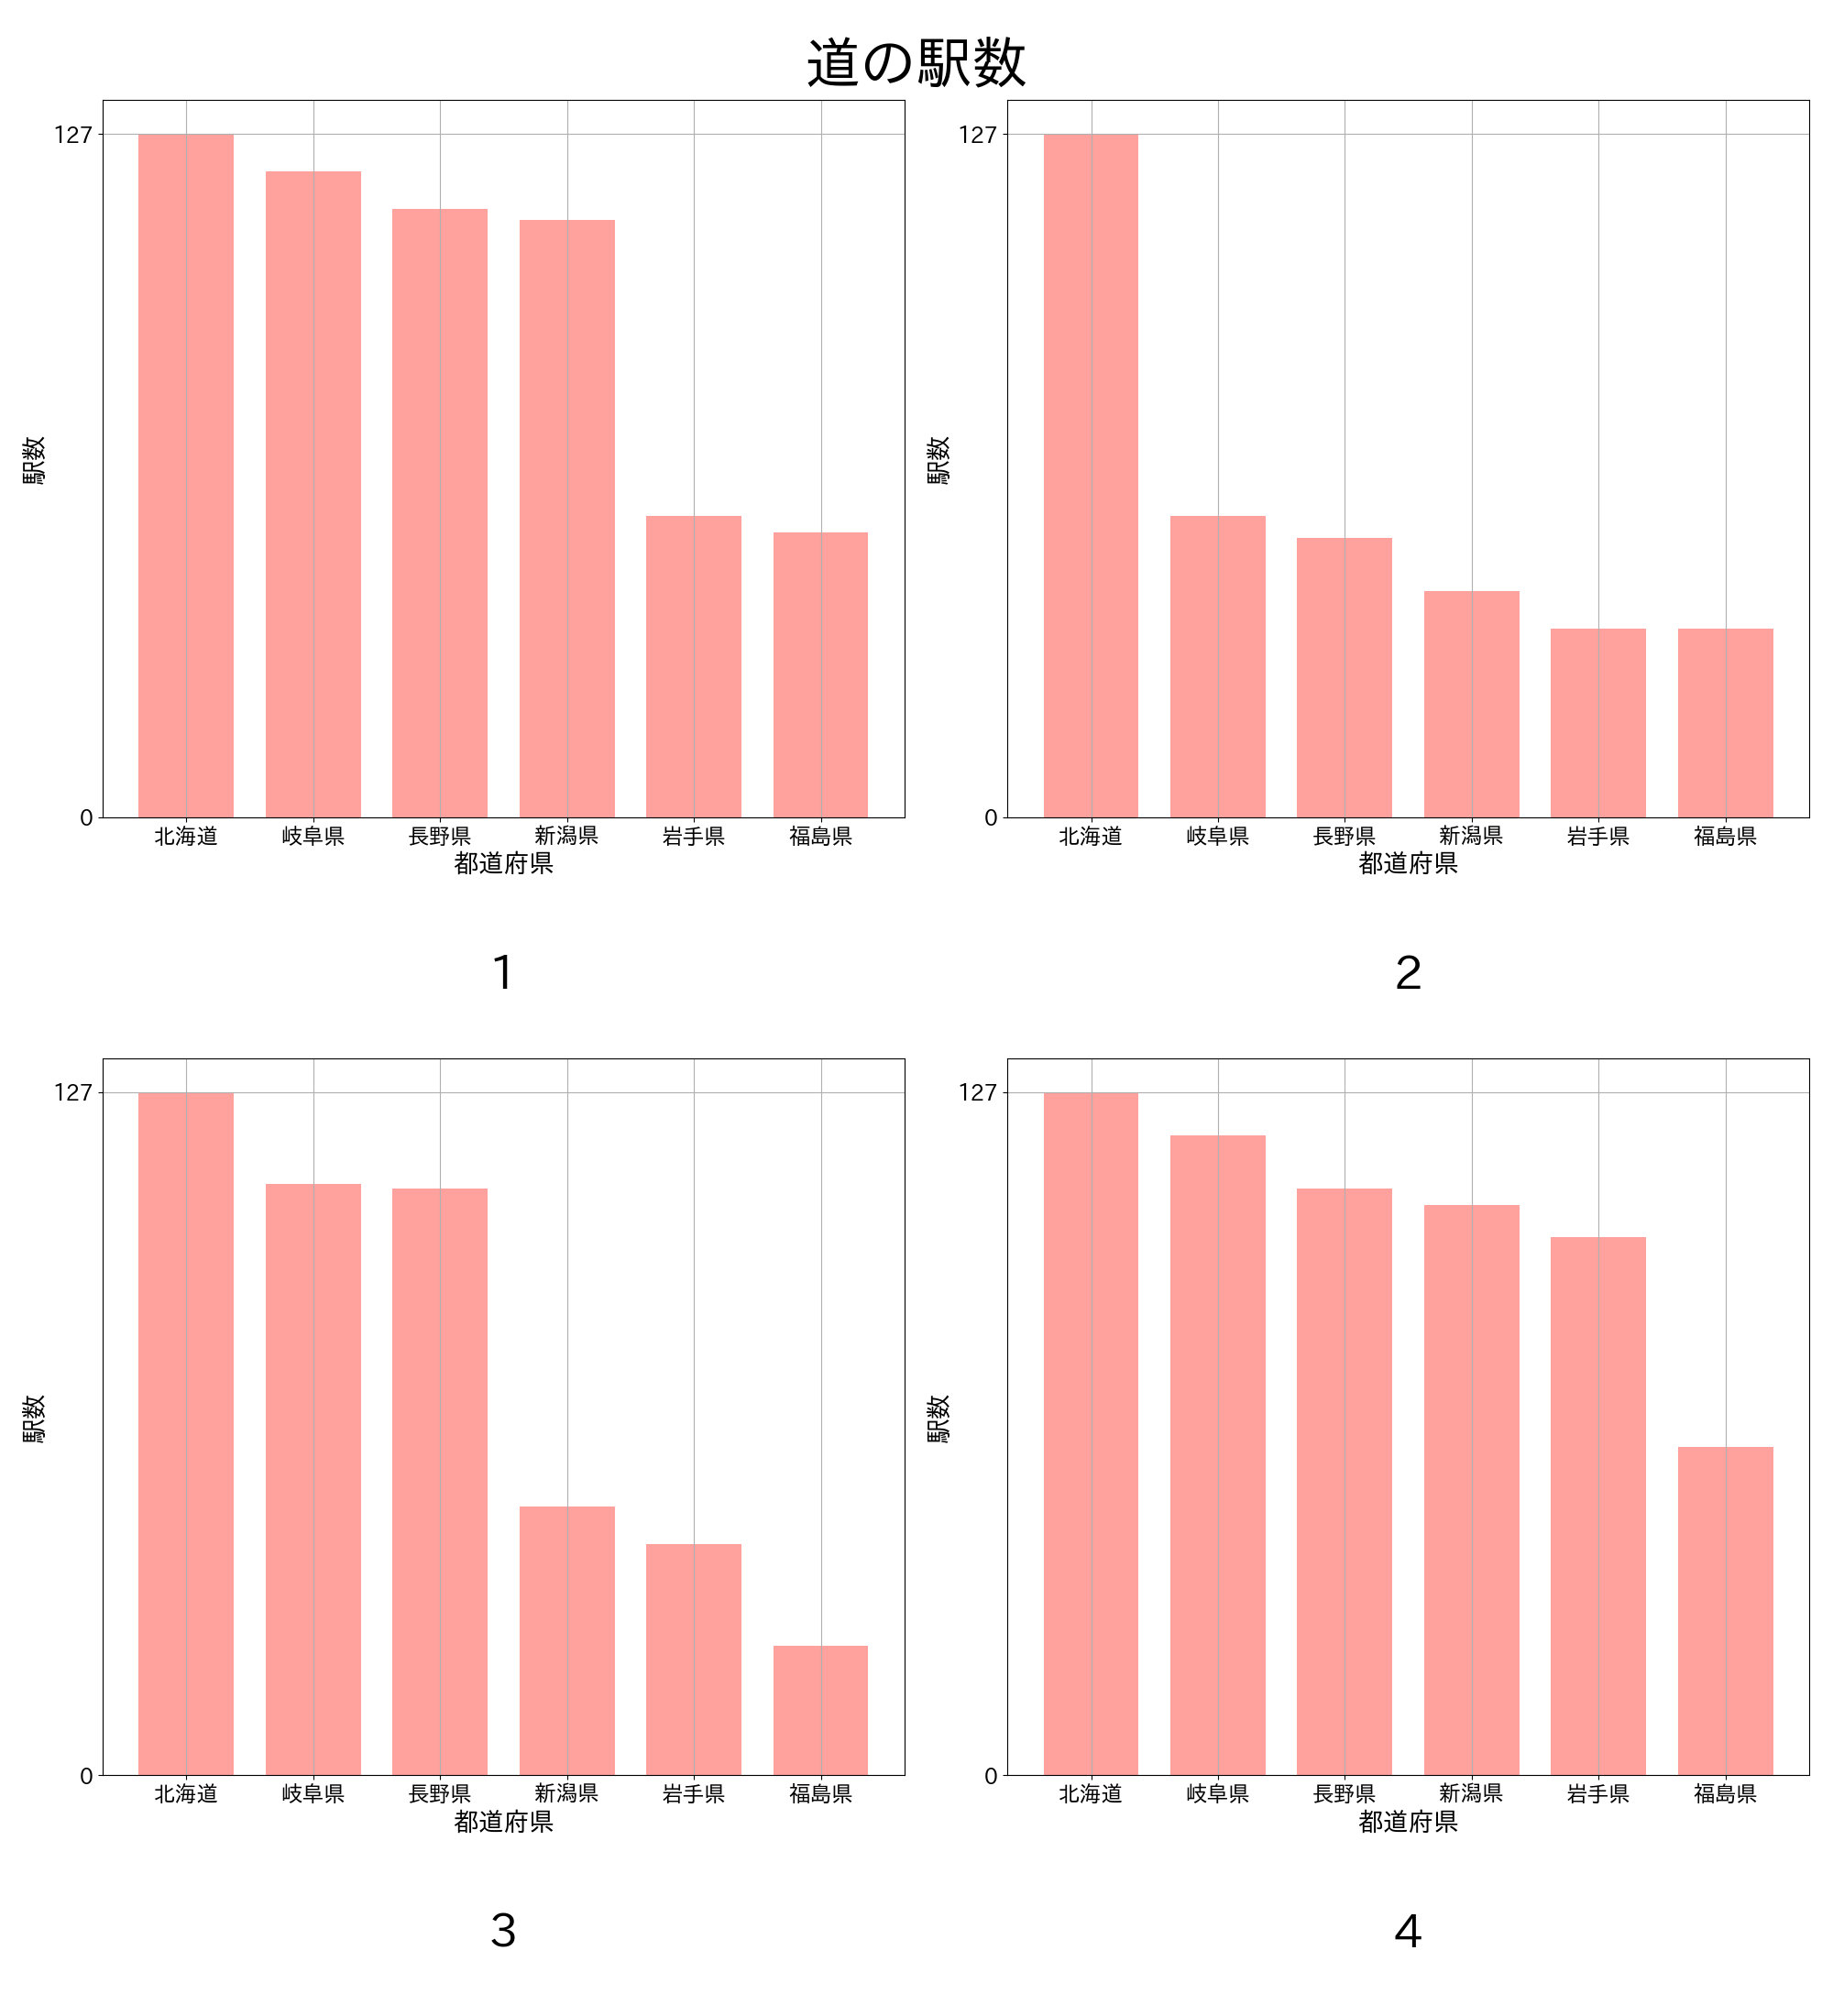 道の駅数
127
0
駅数
北海道 岐阜県 長野県 新潟県 岩手県 福島県
都道府県
1
127
0
駅数
北海道 岐阜県 長野県 新潟県 岩手県 福島県
都道府県
2
127
0
駅数
北海道 岐阜県 長野県 新潟県 岩手県 福島県
都道府県
3
127
0
駅数
北海道 岐阜県 長野県 新潟県 岩手県 福島県
都道府県
4